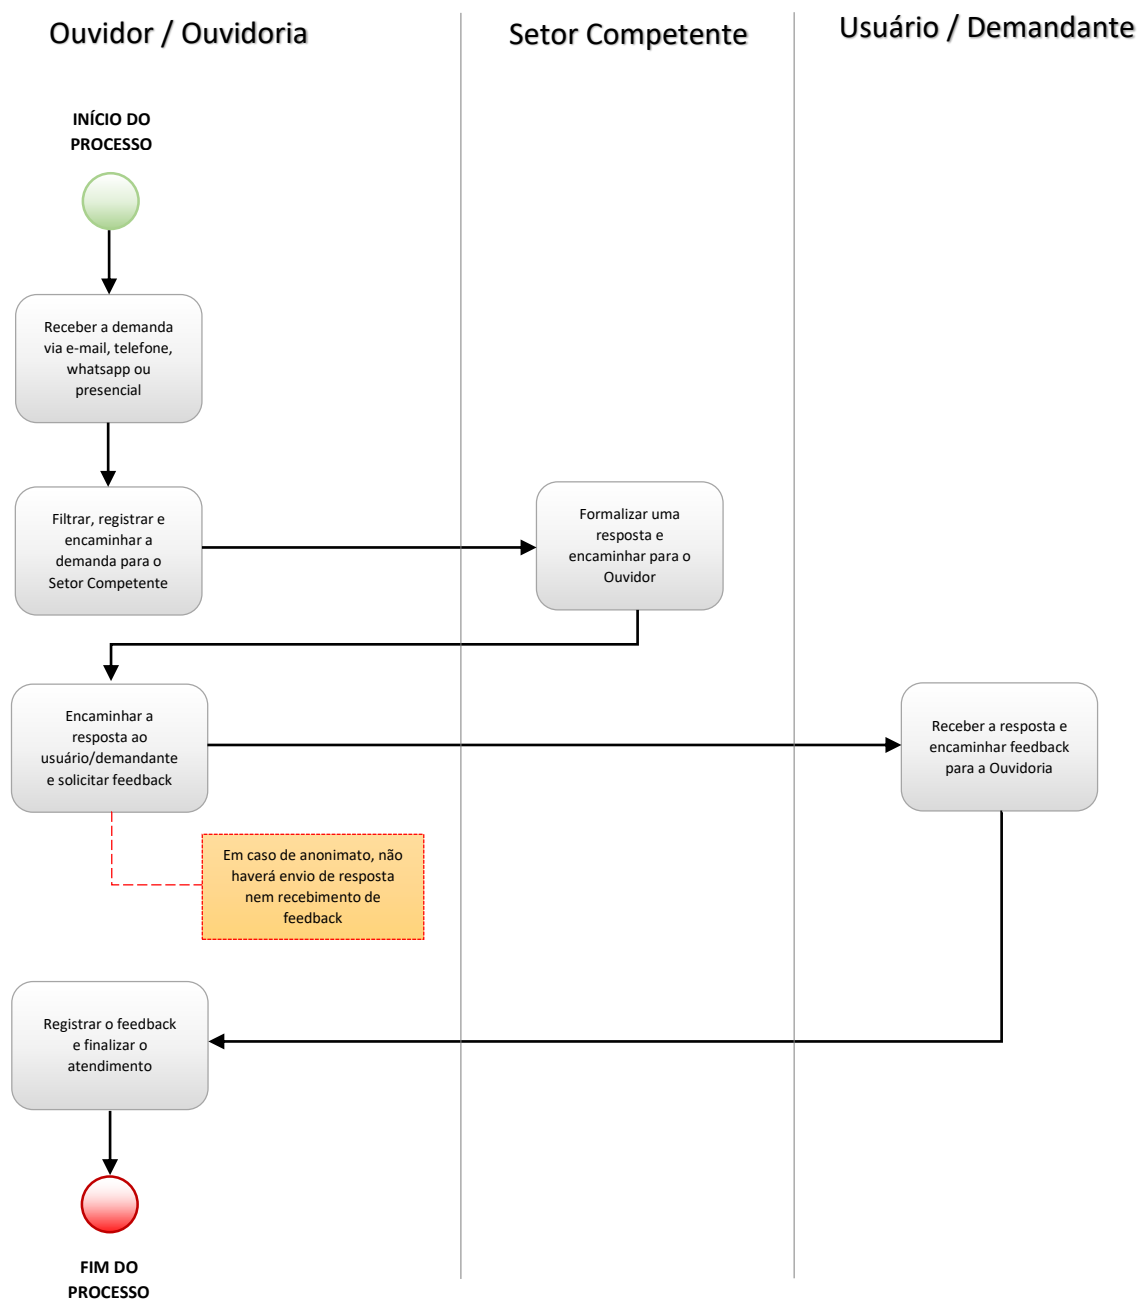 Ouvidor / Ouvidoria
Setor Competente
Usuário / Demandante
INÍCIO DO
PROCESSO
Receber a demanda
via e-mail, telefone,
whatsapp ou
presencial
Filtrar, registrar e
encaminhar a
demanda para o
Setor Competente
Formalizar uma
resposta e
encaminhar para o
Ouvidor
Encaminhar a
resposta ao
usuário/demandante
e solicitar feedback
Receber a resposta e
encaminhar feedback
para a Ouvidoria
Em caso de anonimato, não
haverá envio de resposta
nem recebimento de
feedback
Registrar o feedback
e finalizar o
atendimento
FIM DO
PROCESSO